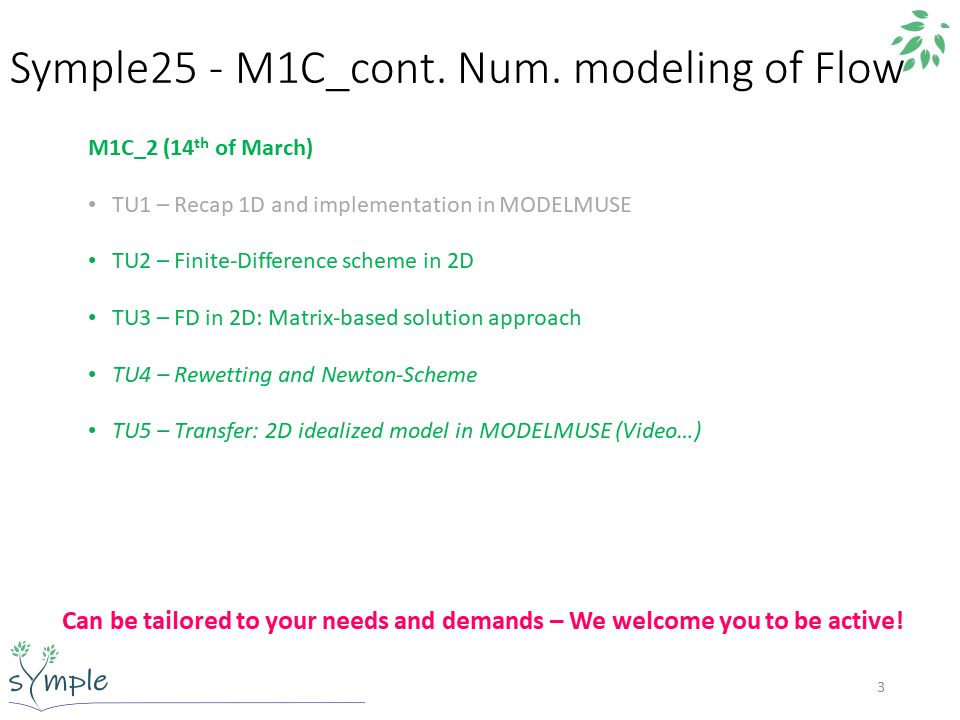 Symple25 - M1C_cont. Num. modeling of Flow
M1C_2 (14th of March)
• TU1 – Recap 1D and implementation in MODELMUSE
• TU2 – Finite-Difference scheme in 2D
• TU3 – FD in 2D: Matrix-based solution approach
• TU4 – Rewetting and Newton-Scheme
• TU5 – Transfer: 2D idealized model in MODELMUSE (Video…)
Can be tailored to your needs and demands – We welcome you to be active!
sYmple
3